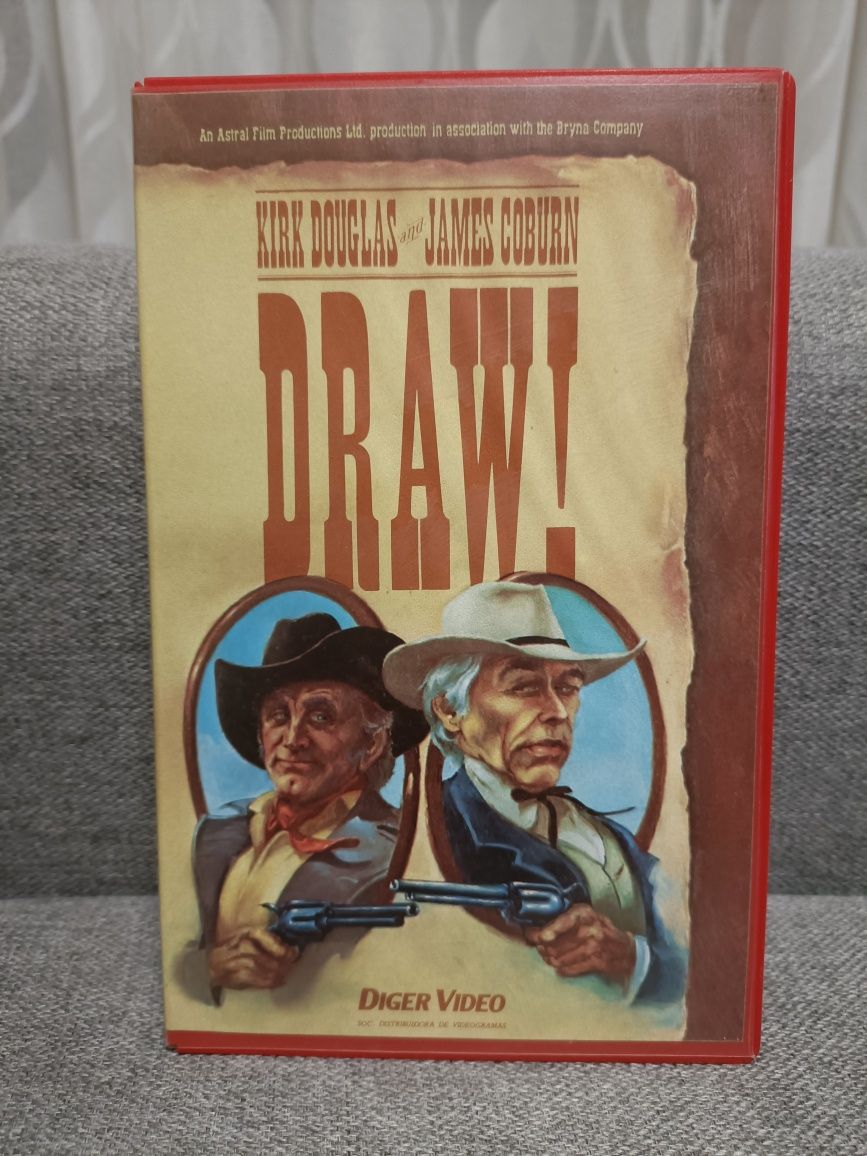 An Astral Film Productions Ltd. production in association with the Bryna Company
KIRK DOUGLAS and JAMES COBURN
DRAW!
DIGER VIDEO
SOC. DISTRIBUIDORA DE VIDEOGRAMAS